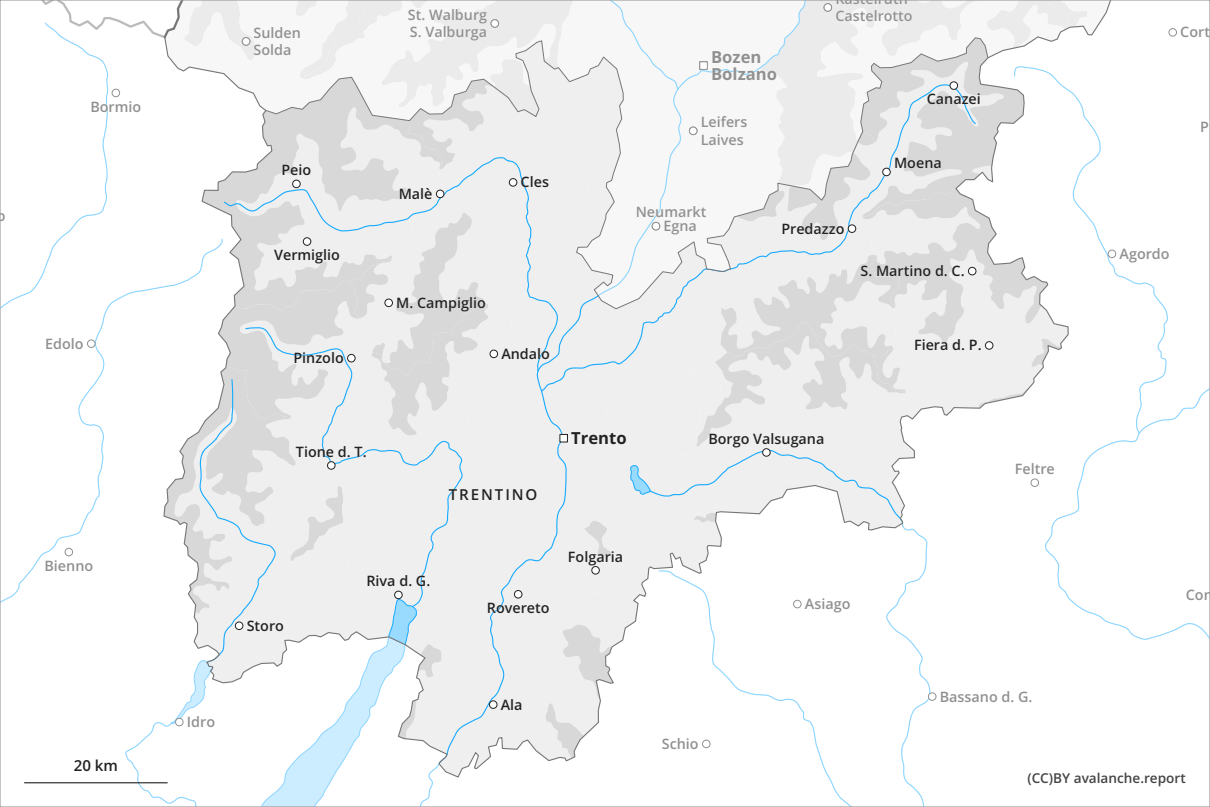 Kastelruth
Castelrotto
St. Walburg
S. Valburga
Sulden
Solda
Cort
Bozen
Bolzano
Bormio
Canazei
Leifers
Laives
Moena
Peio
Malè
Cles
Neumarkt
Egna
Predazzo
Vermiglio
Agordo
S. Martino d. C.
M. Campiglio
Edolo
Pinzolo
Andalo
Fiera d. P.
Trento
Borgo Valsugana
Tione d. T.
Feltre
TRENTINO
Bienno
Folgaria
Riva d. G.
Cor
Rovereto
Asiago
Storo
Bassano d. G.
Ala
Idro
Schio
20 km
(CC)BY avalanche.report